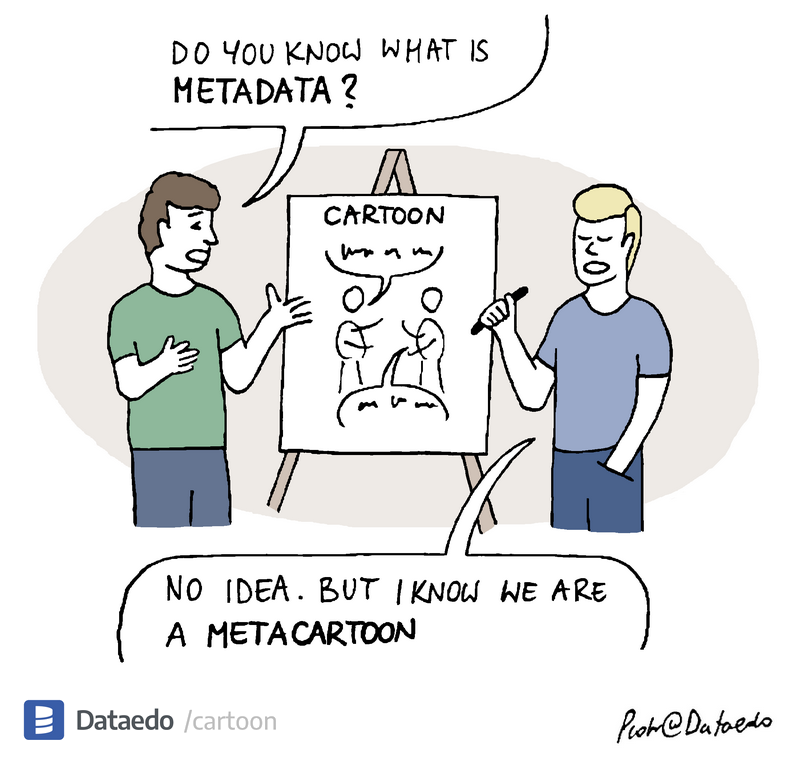 DO YOU KNOW WHAT IS
METADATA?
CARTOON
NO IDEA. BUT I KNOW WE ARE
A METACARTOON
Dataedo /cartoon
Piotr@Dataedo